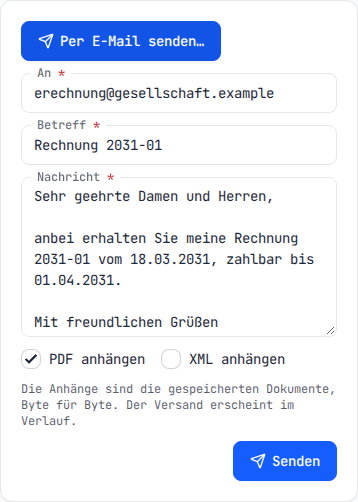 Per E-Mail senden…
An *
erechnung@gesellschaft.example
Betreff *
Rechnung 2031-01
Nachricht *
Sehr geehrte Damen und Herren,
anbei erhalten Sie meine Rechnung
2031-01 vom 18.03.2031, zahlbar bis
01.04.2031.
Mit freundlichen Grüßen
PDF anhängen XML anhängen
Die Anhänge sind die gespeicherten Dokumente,
Byte für Byte. Der Versand erscheint im
Verlauf.
Senden